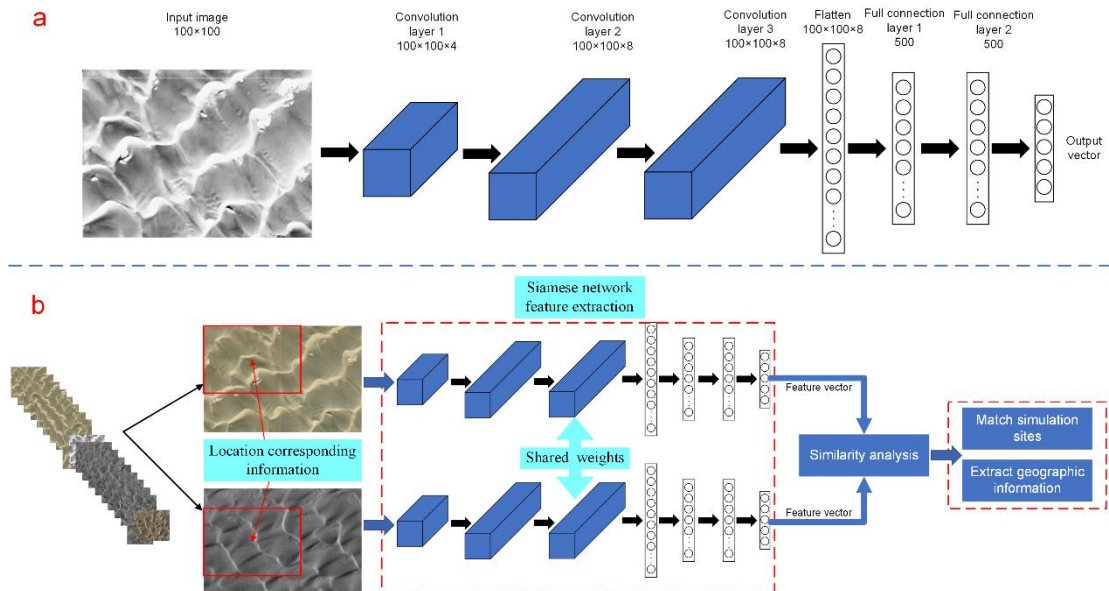 a
Input image
100×100
Convolution
layer 1
100×100×4
Convolution
layer 2
100×100×8
Convolution
layer 3
100×100×8
Flatten
100×100×8
Full connection
layer 1
500
Full connection
layer 2
500
Output
vector
b
Siamese network
feature extraction
Location corresponding
information
Shared weights
Feature vector
Feature vector
Similarity analysis
Match simulation
sites
Extract geographic
information